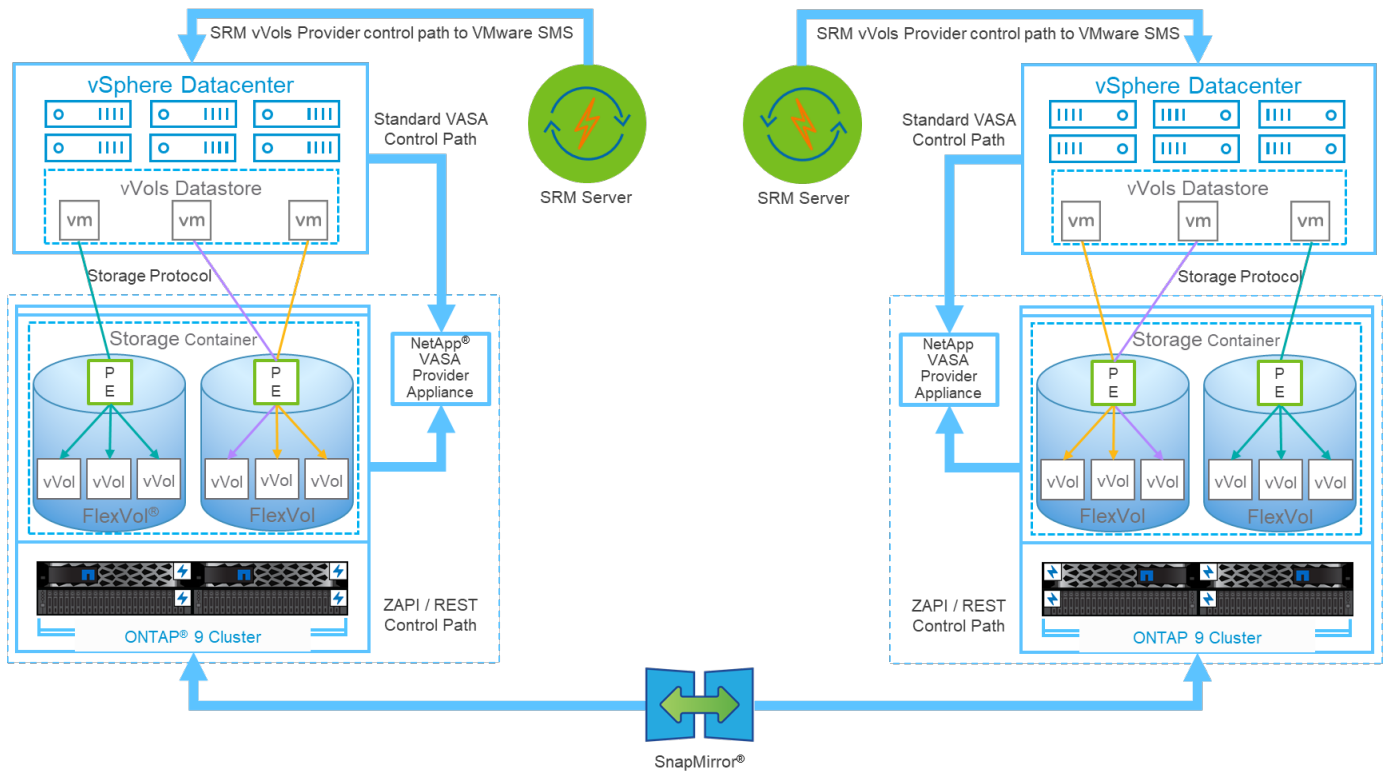 SRM vVols Provider control path to VMware SMS
vSphere Datacenter
Standard VASA
Control Path
SRM Server
vVols Datastore
vm
vm
vm
Storage Protocol
Storage Container
P
E
P
E
NetApp®
VASA
Provider
Appliance
vVol
vVol
vVol
vVol
vVol
vVol
FlexVol®
FlexVol
ZAPI / REST
Control Path
ONTAP® 9 Cluster
SRM vVols Provider control path to VMware SMS
vSphere Datacenter
Standard VASA
Control Path
SRM Server
vVols Datastore
vm
vm
vm
Storage Protocol
Storage Container
P
E
P
E
NetApp
VASA
Provider
Appliance
vVol
vVol
vVol
vVol
vVol
vVol
FlexVol
FlexVol
ZAPI / REST
Control Path
ONTAP 9 Cluster
SnapMirror®